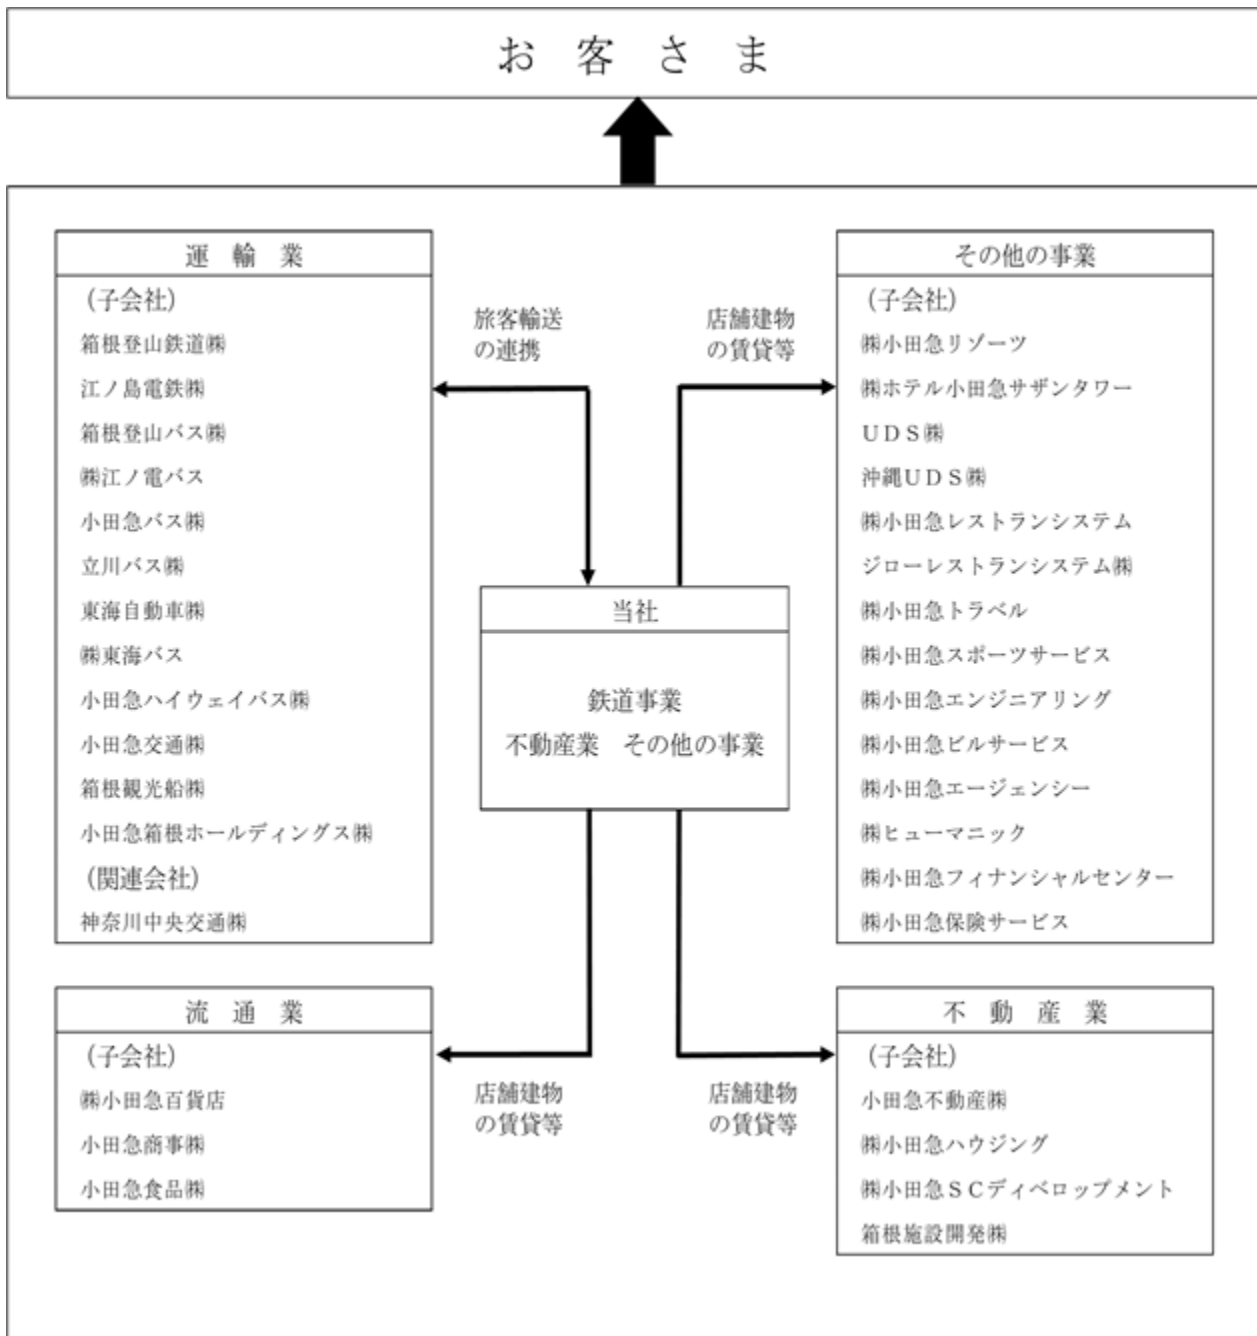 お 客 さ ま
運 輸 業
(子会社)
箱根登山鉄道㈱
江ノ島電鉄㈱
箱根登山バス㈱
㈱江ノ電バス
小田急バス㈱
立川バス㈱
東海自動車㈱
㈱東海バス
小田急ハイウェイバス㈱
小田急交通㈱
箱根観光船㈱
小田急箱根ホールディングス㈱
(関連会社)
神奈川中央交通㈱
旅客輸送
の連携
店舗建物
の賃貸等
その他の事業
(子会社)
㈱小田急リゾーツ
㈱ホテル小田急サザンタワー
ＵＤＳ㈱
沖縄ＵＤＳ㈱
㈱小田急レストランシステム
ジローレストランシステム㈱
㈱小田急トラベル
㈱小田急スポーツサービス
㈱小田急エンジニアリング
㈱小田急ビルサービス
㈱小田急エージェンシー
㈱ヒューマニック
㈱小田急フィナンシャルセンター
㈱小田急保険サービス
当社
鉄道事業
不動産業　その他の事業
流 通 業
(子会社)
㈱小田急百貨店
小田急商事㈱
小田急食品㈱
店舗建物
の賃貸等
店舗建物
の賃貸等
不 動 産 業
(子会社)
小田急不動産㈱
㈱小田急ハウジング
㈱小田急ＳＣディベロップメント
箱根施設開発㈱